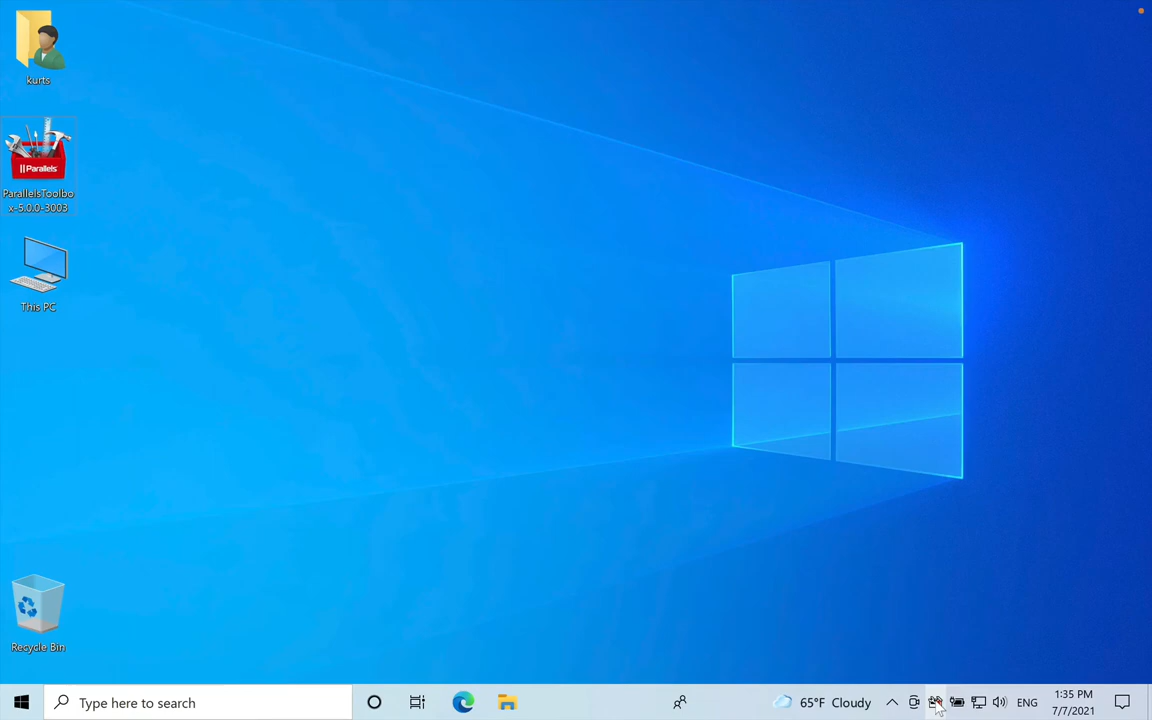 kurts
Parallels
ParallelsToolbo
x-5.0.0-3003
This PC
Recycle Bin
Type here to search
65°F Cloudy
ENG
1:35 PM
7/7/2021